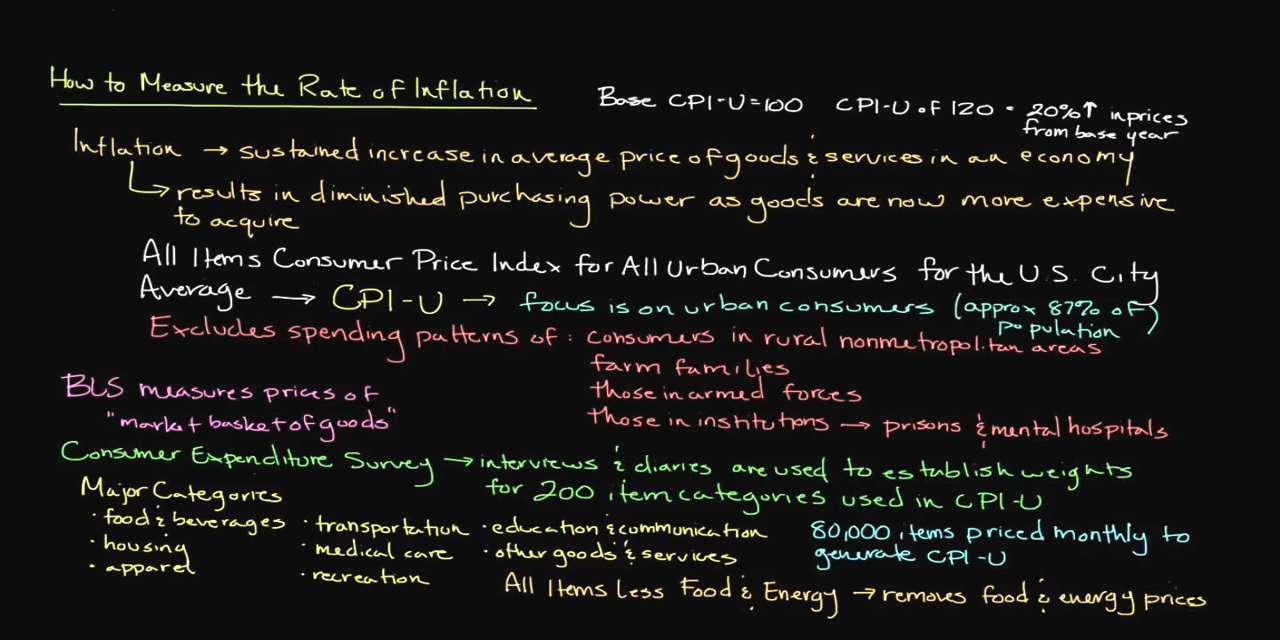 How to Measure the Rate of Inflation
Base CPI-U=100 CPI-U of 120 - 20%↑ in prices
from base year
Inflation → sustained increase in average price of goods & services in an economy
↳ results in diminished purchasing power as goods are now more expensive
to acquire
All Items Consumer Price Index for All Urban Consumers for the U.S. City
Average → CPI-U → focus is on urban consumers (approx 87% of
population)
Excludes spending patterns of: consumers in rural nonmetropolitan areas
farm families
those in armed forces
those in institutions → prisons & mental hospitals
BLS measures prices of
"market basket of goods"
Consumer Expenditure Survey → interviews & diaries are used to establish weights
for 200 item categories used in CPI-U
Major Categories
· food & beverages
· housing
· apparel
· transportation
· medical care
· recreation
· education & communication
· other goods & services
80,000 items priced monthly to
generate CPI-U
All Items Less Food & Energy → removes food & energy prices